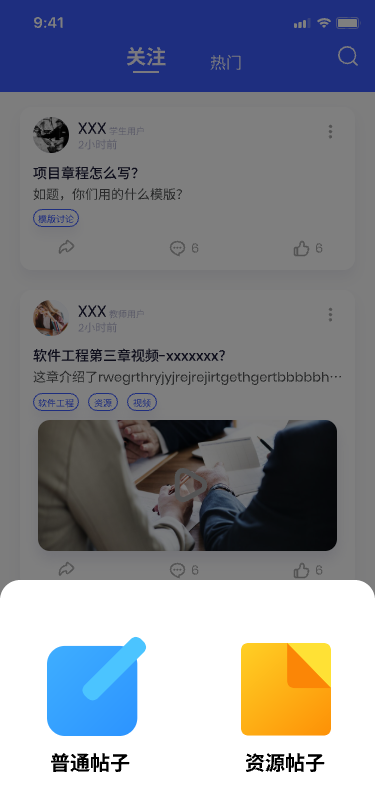 9:41
关注
热门
XXX 学生用户
2小时前
项目章程怎么写?
如题，你们用的什么模版?
模版讨论
6 6
XXX 教师用户
2小时前
软件工程第三章视频-xxxxxxx?
这章介绍了rwegrthryjyjrejrejirtgethgertbbbbbh···
软件工程 资源 视频
6 6
普通帖子 资源帖子